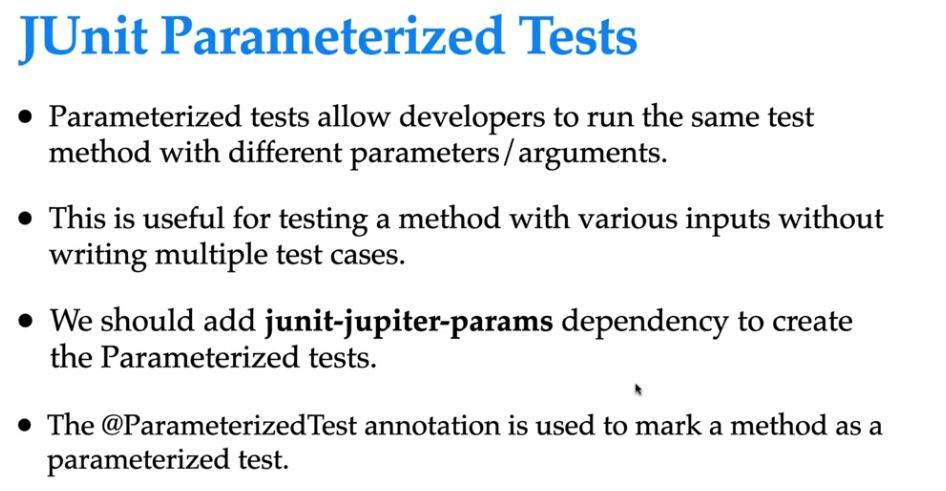 JUnit Parameterized Tests
• Parameterized tests allow developers to run the same test
method with different parameters/arguments.
• This is useful for testing a method with various inputs without
writing multiple test cases.
• We should add junit-jupiter-params dependency to create
the Parameterized tests.
• The @ParameterizedTest annotation is used to mark a method as a
parameterized test.